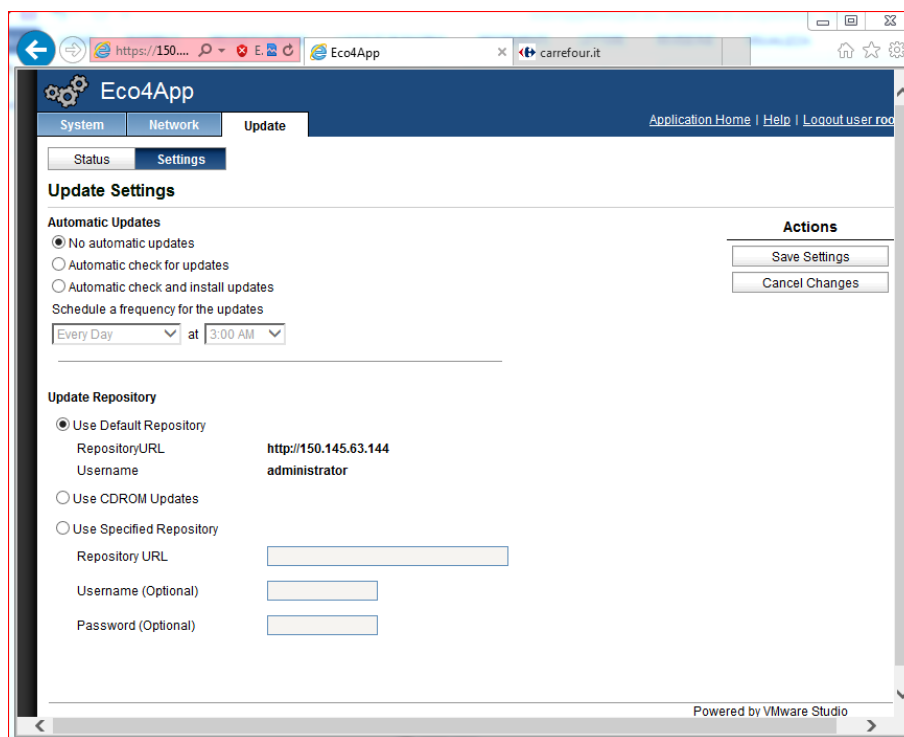 https://150.... E. Eco4App carrefour.it
Eco4App
System Network Update
Application Home | Help | Logout user roo
Status Settings
Update Settings
Automatic Updates
Actions
No automatic updates
Save Settings
Automatic check for updates
Automatic check and install updates
Cancel Changes
Schedule a frequency for the updates
Every Day at 3:00 AM
Update Repository
Use Default Repository
RepositoryURL http://150.145.63.144
Username administrator
Use CDROM Updates
Use Specified Repository
Repository URL
Username (Optional)
Password (Optional)
Powered by VMware Studio